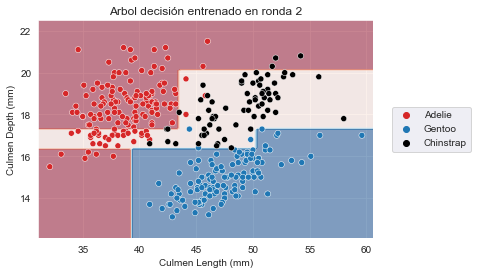 Arbol decisión entrenado en ronda 2
Culmen Depth (mm)
22
20
18
16
14
35
40
45
50
55
60
Culmen Length (mm)
Adelie
Gentoo
Chinstrap